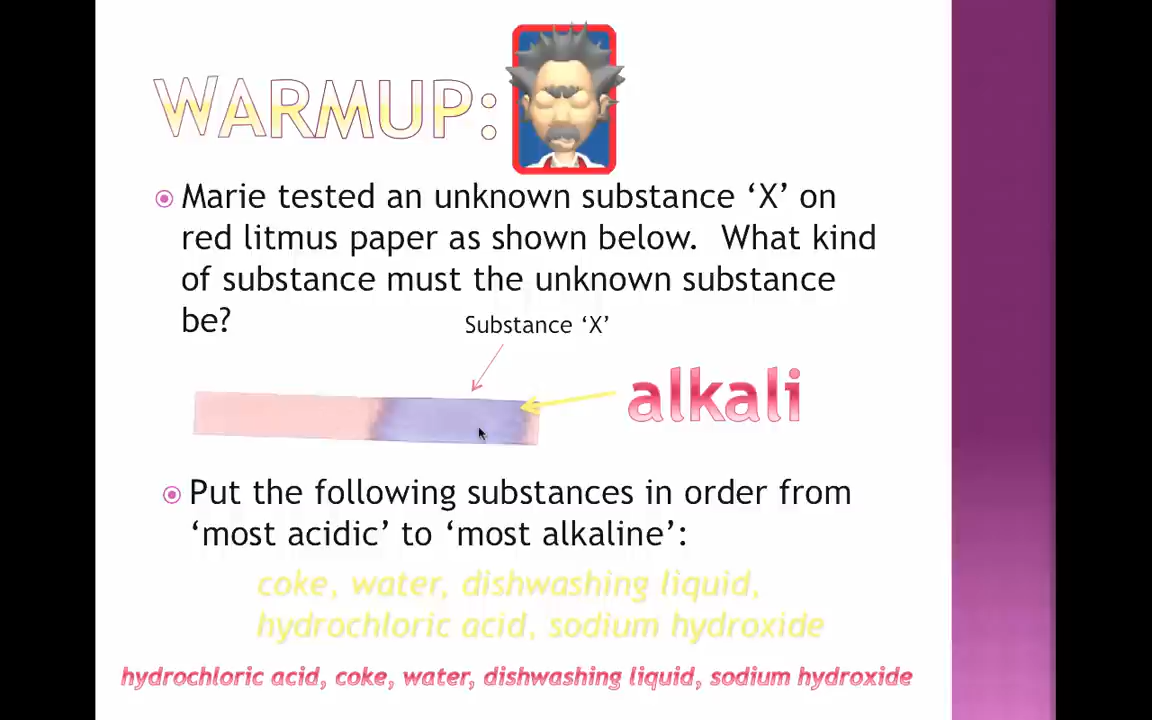 WARMUP:
Marie tested an unknown substance ‘X’ on
red litmus paper as shown below. What kind
of substance must the unknown substance
be?
Substance ‘X’
alkali
Put the following substances in order from
‘most acidic’ to ‘most alkaline’:
coke, water, dishwashing liquid,
hydrochloric acid, sodium hydroxide
hydrochloric acid, coke, water, dishwashing liquid, sodium hydroxide